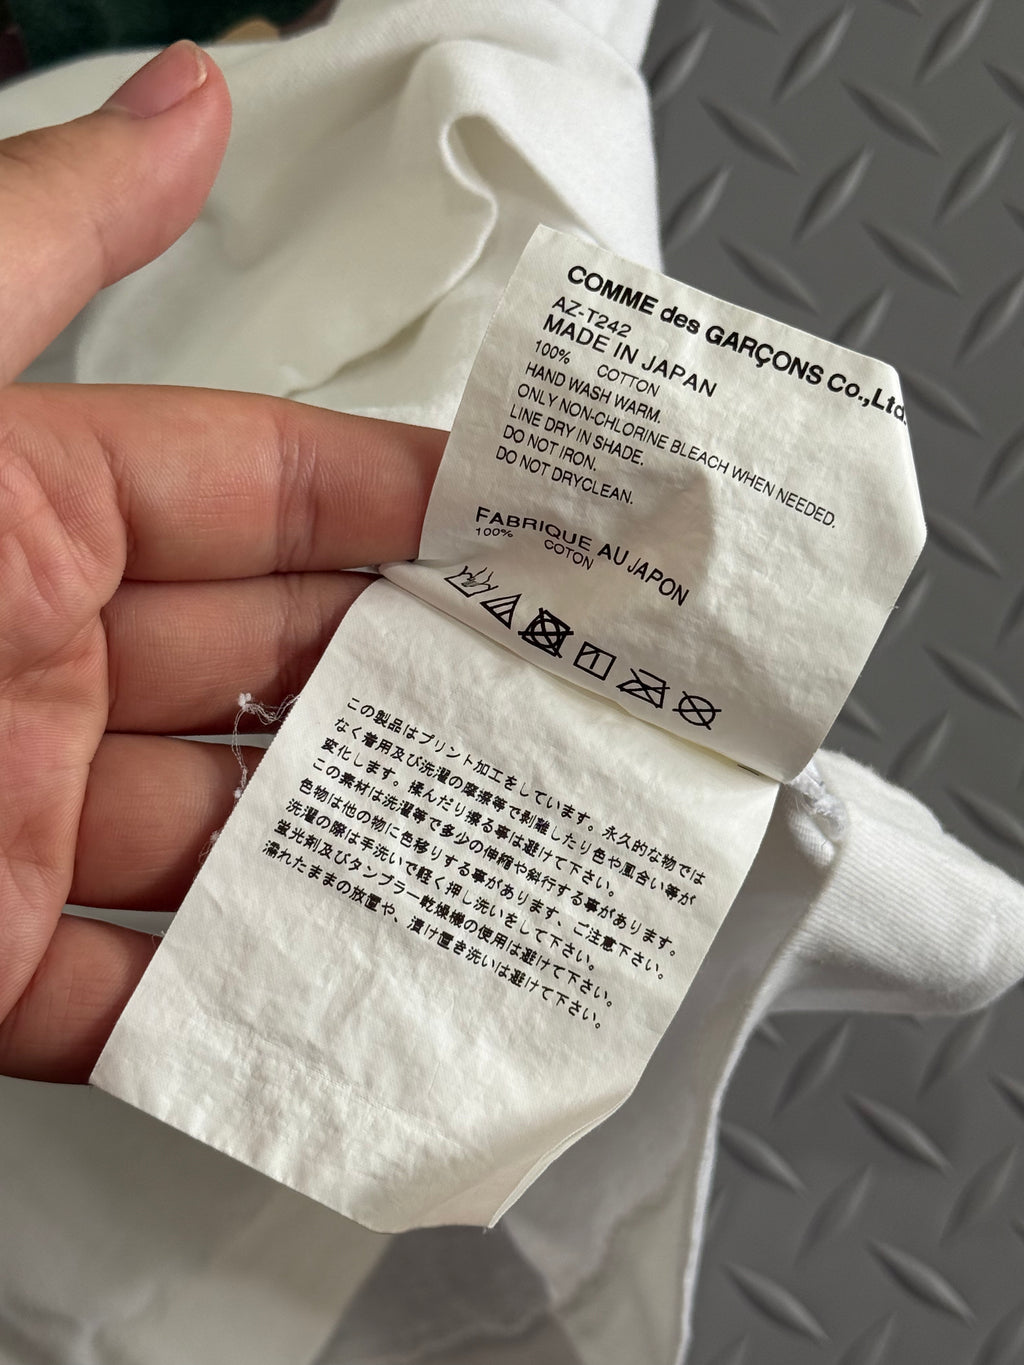 COMME des GARÇONS Co.,Ltd.
AZ-T242
MADE IN JAPAN
100% COTTON
HAND WASH WARM.
ONLY NON-CHLORINE BLEACH WHEN NEEDED.
LINE DRY IN SHADE.
DO NOT IRON.
DO NOT DRYCLEAN.
FABRIQUE AU JAPON
100% COTON
この製品はプリント加工をしています。永久的な物では
なく着用及び洗濯の摩擦等で剥離したり色や風合い等が
変化します。揉んだり擦る事は避けて下さい。
この素材は洗濯等で多少の伸縮や斜行する事があります。
色物は他の物に色移りする事があります、ご注意下さい。
洗濯の際は手洗いで軽く押し洗いをして下さい。
蛍光剤及びタンブラー乾燥機の使用は避けて下さい。
濡れたままの放置や、漬け置き洗いは避けて下さい。